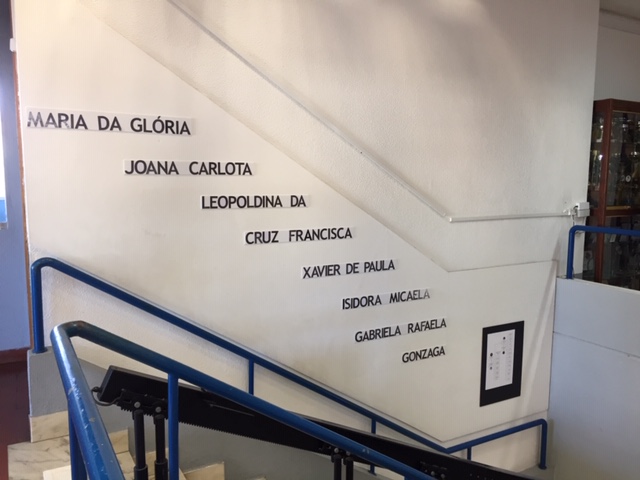 MARIA DA GLÓRIA
JOANA CARLOTA
LEOPOLDINA DA
CRUZ FRANCISCA
XAVIER DE PAULA
ISIDORA MICAELA
GABRIELA RAFAELA
GONZAGA